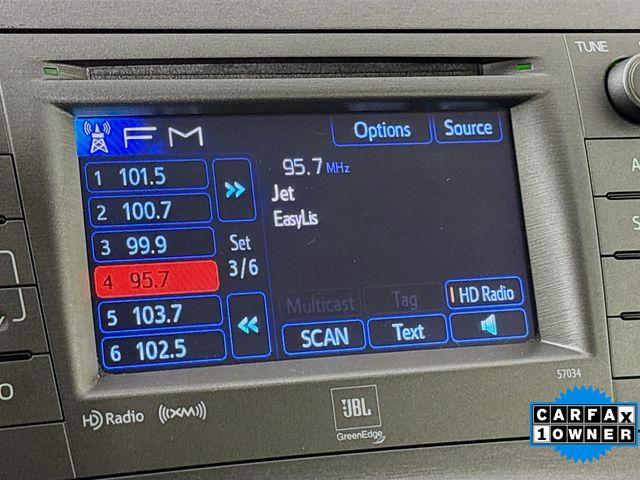 TUNE
FM
Options
Source
1 101.5
2 100.7
3 99.9
4 95.7
5 103.7
6 102.5
Set
3/6
95.7 MHz
Jet
EasyLis
Multicast
Tag
HD Radio
SCAN
Text
57034
HD Radio
((XM))
JBL
GreenEdge
CARFAX
1 OWNER